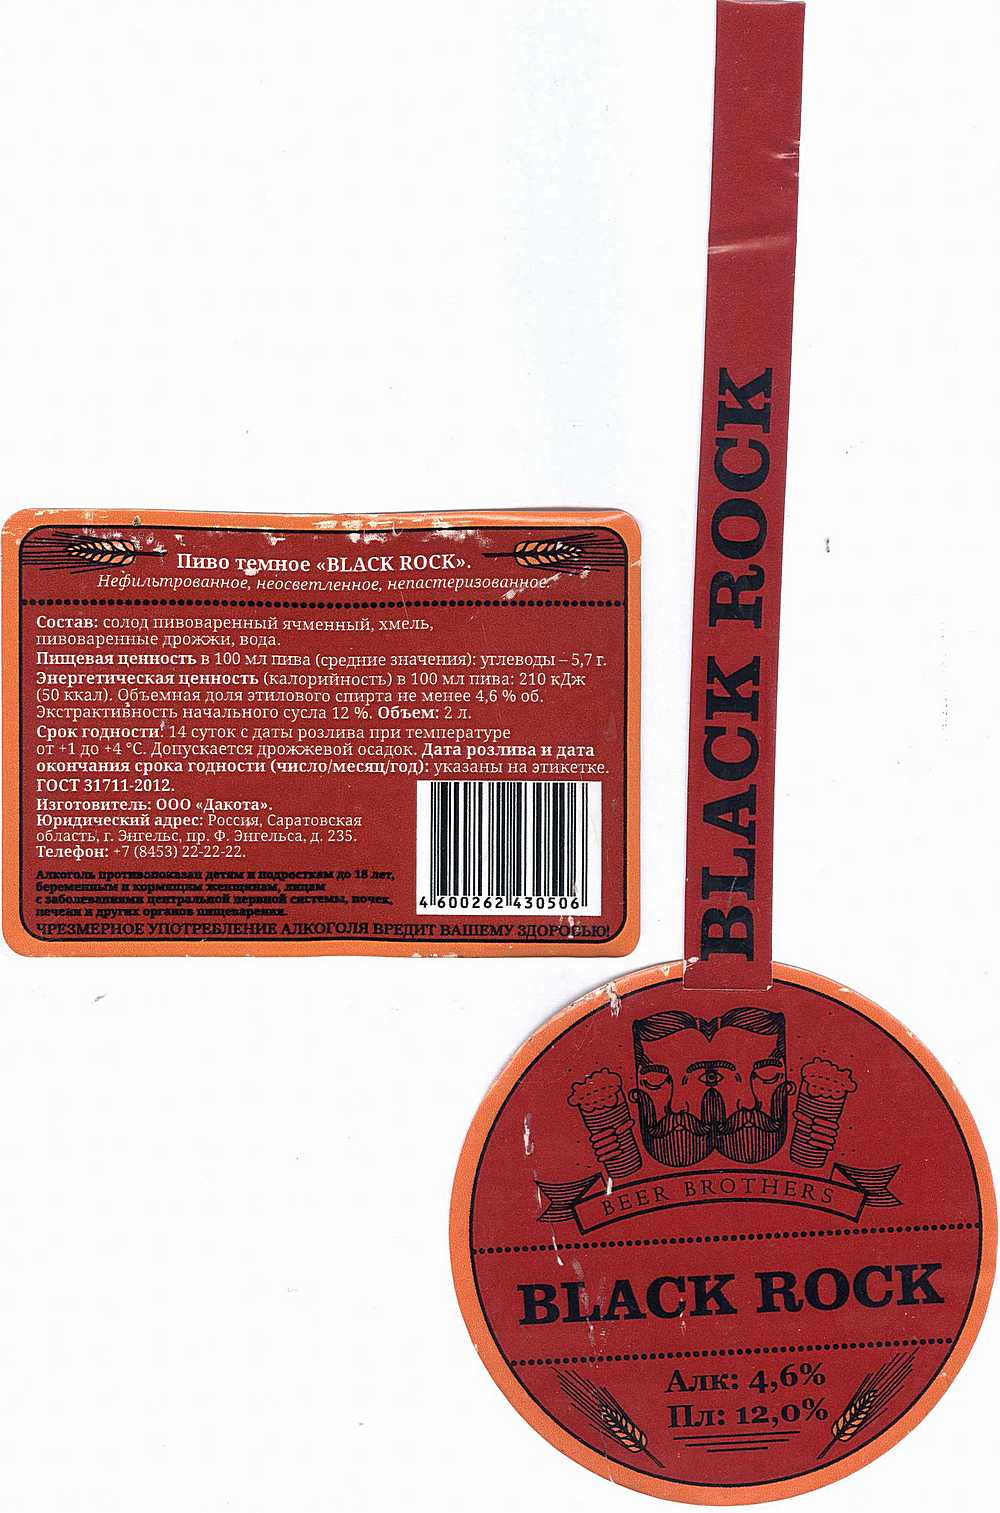 BLACK ROCK
Пиво темное «BLACK ROCK».
Нефильтрованное, неосветленное, непастеризованное.
Состав: солод пивоваренный ячменный, хмель,
пивоваренные дрожжи, вода.
Пищевая ценность в 100 мл пива (средние значения): углеводы – 5,7 г.
Энергетическая ценность (калорийность) в 100 мл пива: 210 кДж
(50 ккал). Объемная доля этилового спирта не менее 4,6 % об.
Экстрактивность начального сусла 12 %. Объем: 2 л.
Срок годности: 14 суток с даты розлива при температуре
от +1 до +4 °C. Допускается дрожжевой осадок. Дата розлива и дата
окончания срока годности (число/месяц/год): указаны на этикетке.
ГОСТ 31711-2012.
Изготовитель: ООО «Дакота».
Юридический адрес: Россия, Саратовская
область, г. Энгельс, пр. Ф. Энгельса, д. 235.
Телефон: +7 (8453) 22-22-22.
Алкоголь противопоказан детям и подросткам до 18 лет,
беременным и кормящим женщинам, лицам
с заболеваниями центральной нервной системы, почек,
печени и других органов пищеварения.
ЧРЕЗМЕРНОЕ УПОТРЕБЛЕНИЕ АЛКОГОЛЯ ВРЕДИТ ВАШЕМУ ЗДОРОВЬЮ!
4 600262 430506
BEER BROTHERS
BLACK ROCK
Алк: 4,6%
Пл: 12,0%